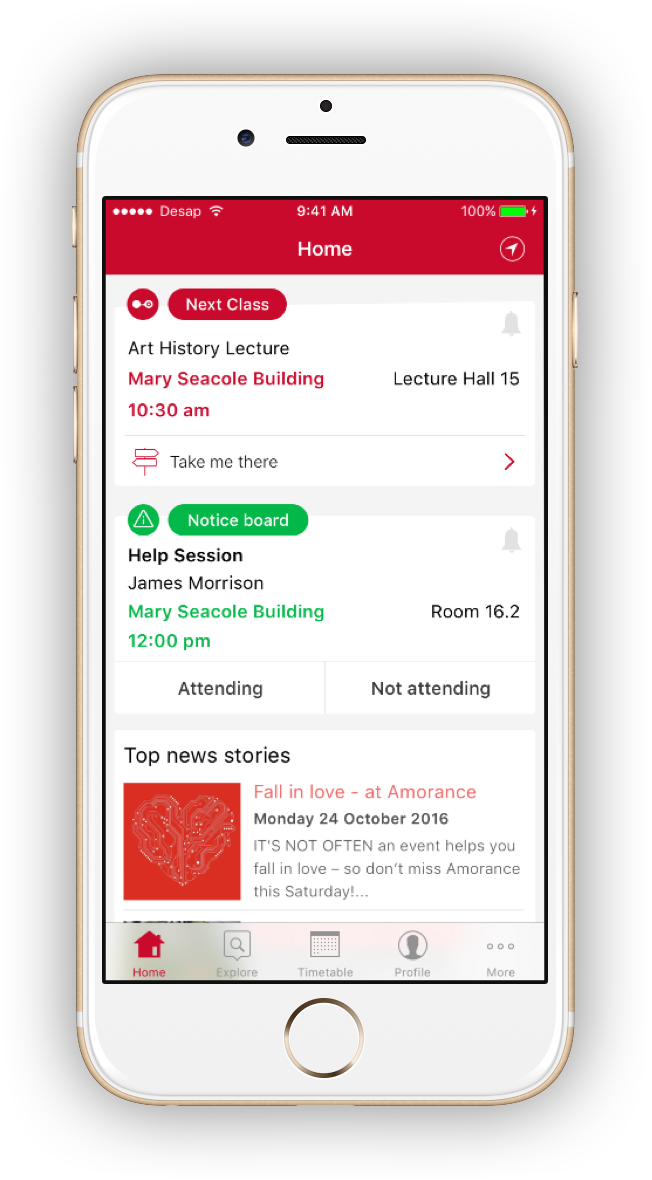 Desap 9:41 AM 100%
Home
Next Class
Art History Lecture
Mary Seacole Building Lecture Hall 15
10:30 am
Take me there
Notice board
Help Session
James Morrison
Mary Seacole Building Room 16.2
12:00 pm
Attending Not attending
Top news stories
Fall in love - at Amorance
Monday 24 October 2016
IT'S NOT OFTEN an event helps you
fall in love – so don't miss Amorance
this Saturday!...
Home Explore Timetable Profile More